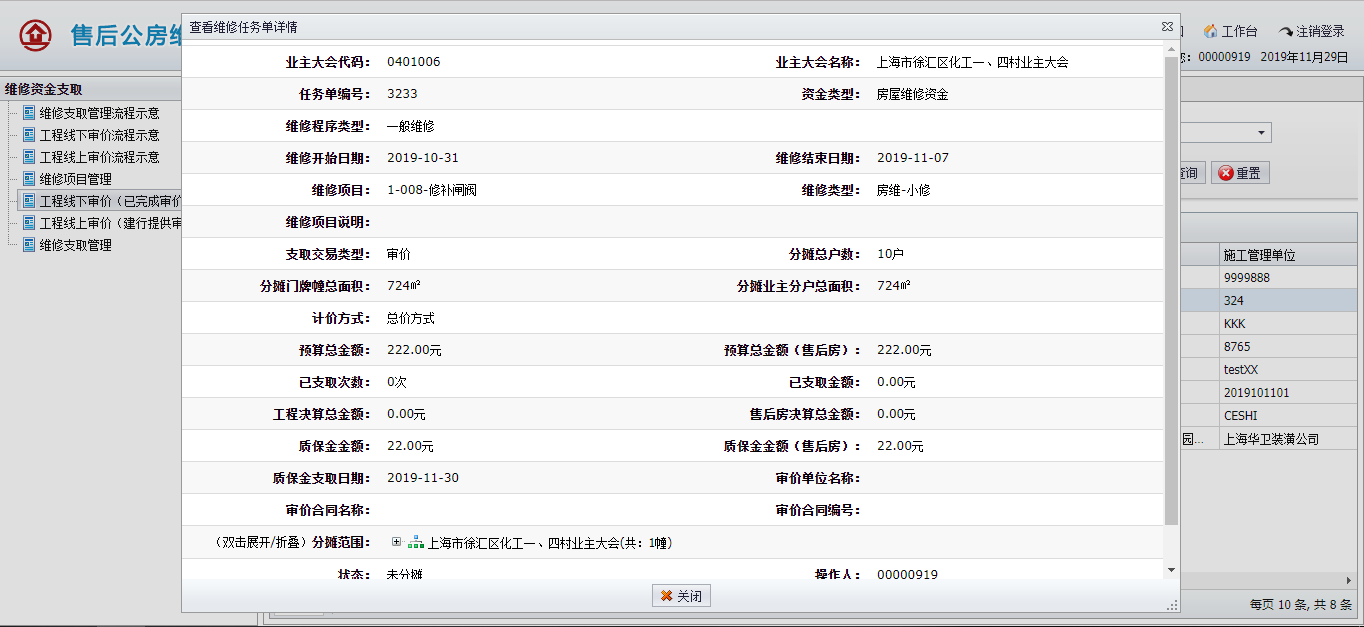 售后公房维
工作台 注销登录
00000919 2019年11月29日
维修资金支取
维修支取管理流程示意
工程线下审价流程示意
工程线上审价流程示意
维修项目管理
工程线下审价（已完成审价
工程线上审价（建行提供审
维修支取管理
查看维修任务单详情
业主大会代码： 0401006 业主大会名称： 上海市徐汇区化工一、四村业主大会
任务单编号： 3233 资金类型： 房屋维修资金
维修程序类型： 一般维修
维修开始日期： 2019-10-31 维修结束日期： 2019-11-07
维修项目： 1-008-修补闸阀 维修类型： 房维-小修
维修项目说明：
支取交易类型： 审价 分摊总户数： 10户
分摊门牌幢总面积： 724㎡ 分摊业主分户总面积： 724㎡
计价方式： 总价方式
预算总金额： 222.00元 预算总金额（售后房）： 222.00元
已支取次数： 0次 已支取金额： 0.00元
工程决算总金额： 0.00元 售后房决算总金额： 0.00元
质保金金额： 22.00元 质保金金额（售后房）： 22.00元
质保金支取日期： 2019-11-30 审价单位名称：
审价合同名称： 审价合同编号：
（双击展开/折叠）分摊范围： 上海市徐汇区化工一、四村业主大会(共：1幢)
状态： 未分摊 操作人： 00000919
关闭
查询 重置
施工管理单位
9999888
324
KKK
8765
testXX
2019101101
CESHI
园... 上海华卫装潢公司
每页 10 条, 共 8 条